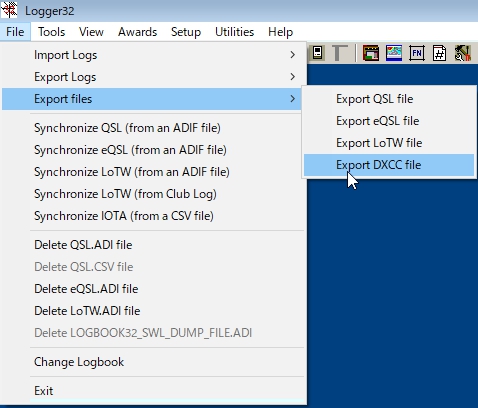 Logger32
File Tools View Awards Setup Utilities Help
Import Logs
Export Logs
Export files
Export QSL file
Export eQSL file
Export LoTW file
Export DXCC file
Synchronize QSL (from an ADIF file)
Synchronize eQSL (from an ADIF file)
Synchronize LoTW (from an ADIF file)
Synchronize LoTW (from Club Log)
Synchronize IOTA (from a CSV file)
Delete QSL.ADI file
Delete QSL.CSV file
Delete eQSL.ADI file
Delete LoTW.ADI file
Delete LOGBOOK32_SWL_DUMP_FILE.ADI
Change Logbook
Exit
FN
#